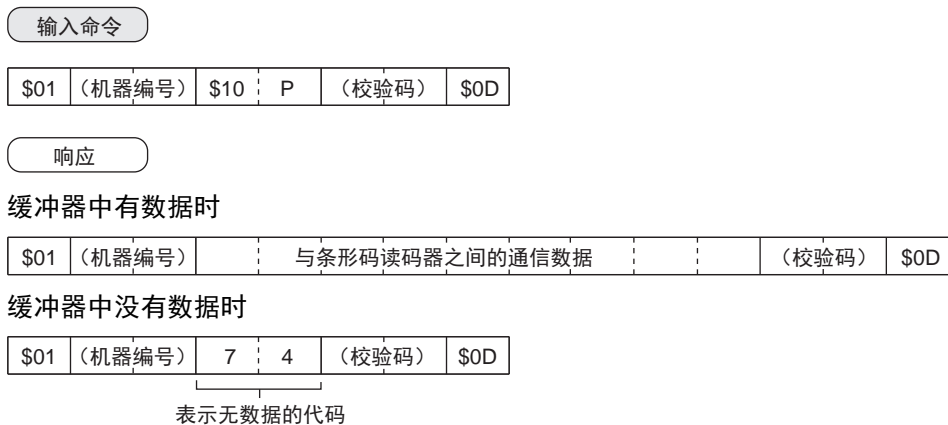 输入命令
$01 （机器编号） $10 P （校验码） $0D
响应
缓冲器中有数据时
$01 （机器编号） 与条形码读码器之间的通信数据 （校验码） $0D
缓冲器中没有数据时
$01 （机器编号） 7 4 （校验码） $0D
表示无数据的代码